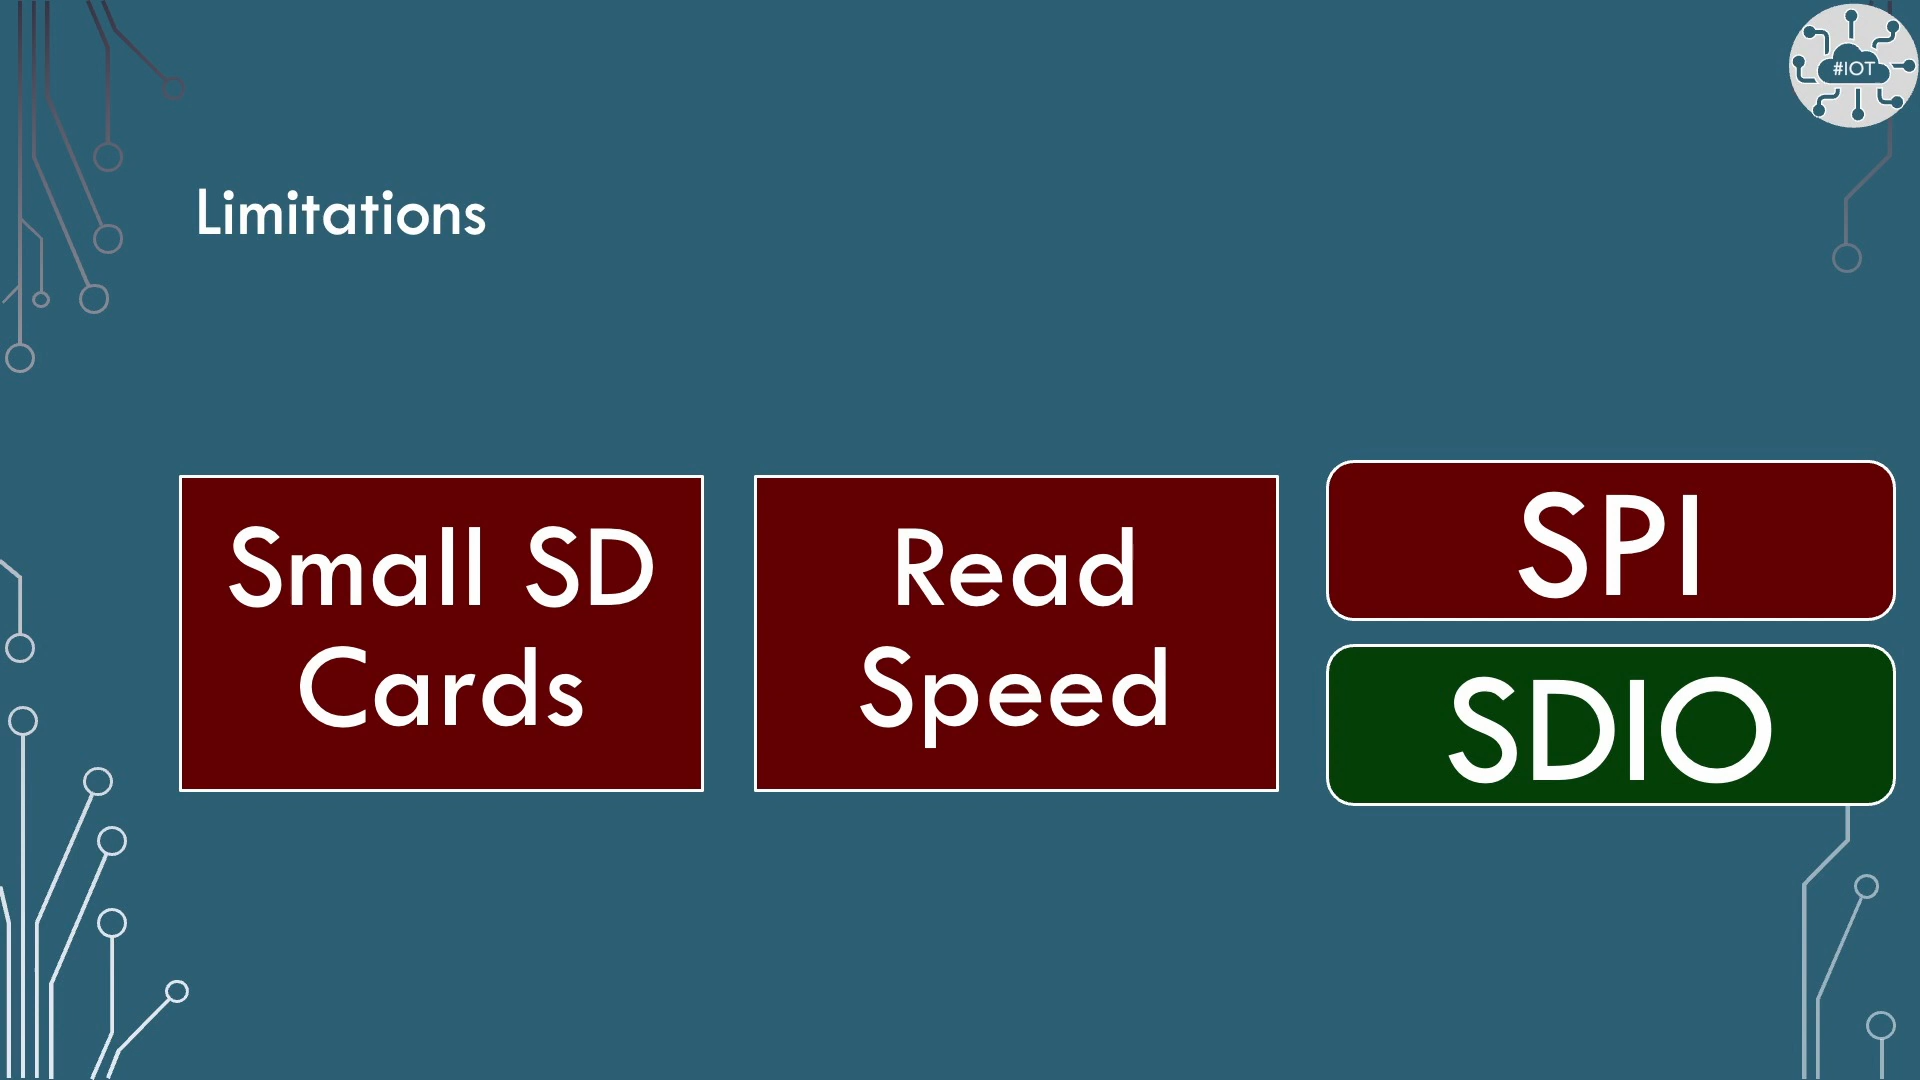 #IOT
Limitations
Small SD
Cards
Read
Speed
SPI
SDIO